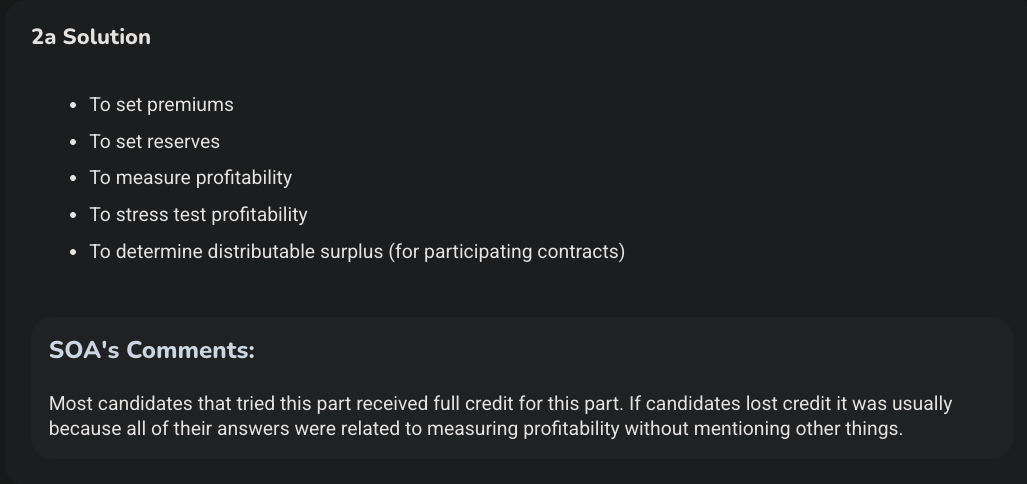 2a Solution
• To set premiums
• To set reserves
• To measure profitability
• To stress test profitability
• To determine distributable surplus (for participating contracts)
SOA's Comments:
Most candidates that tried this part received full credit for this part. If candidates lost credit it was usually
because all of their answers were related to measuring profitability without mentioning other things.